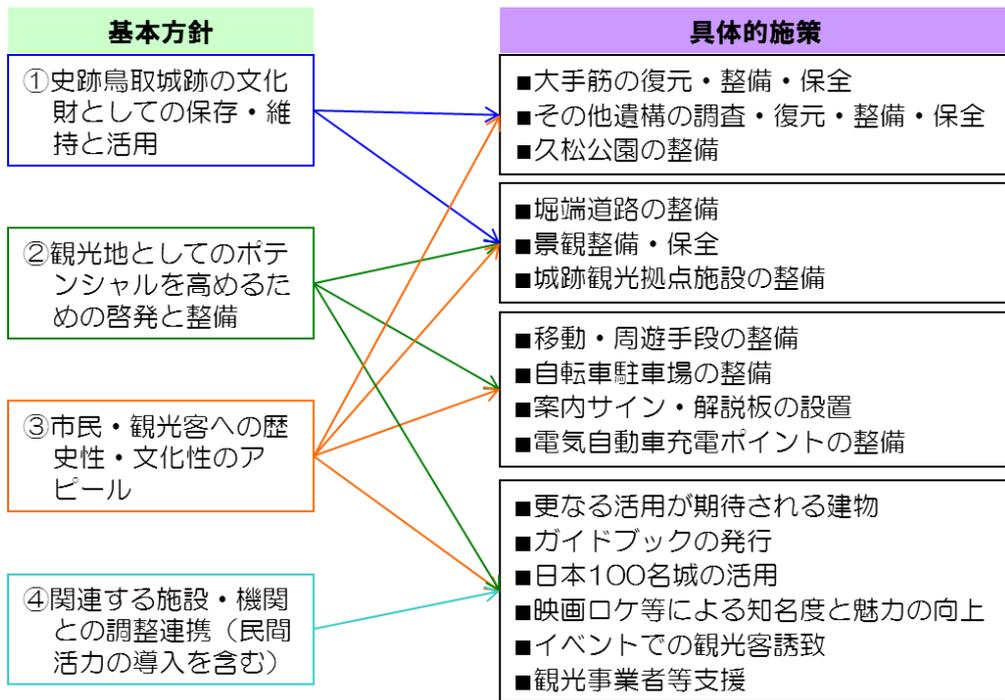 基本方針
①史跡鳥取城跡の文化
財としての保存・維
持と活用
②観光地としてのポテ
ンシャルを高めるた
めの啓発と整備
③市民・観光客への歴
史性・文化性のア
ピール
④関連する施設・機関
との調整連携（民間
活力の導入を含む）
具体的施策
■大手筋の復元・整備・保全
■その他遺構の調査・復元・整備・保全
■久松公園の整備
■堀端道路の整備
■景観整備・保全
■城跡観光拠点施設の整備
■移動・周遊手段の整備
■自転車駐車場の整備
■案内サイン・解説板の設置
■電気自動車充電ポイントの整備
■更なる活用が期待される建物
■ガイドブックの発行
■日本100名城の活用
■映画ロケ等による知名度と魅力の向上
■イベントでの観光客誘致
■観光事業者等支援